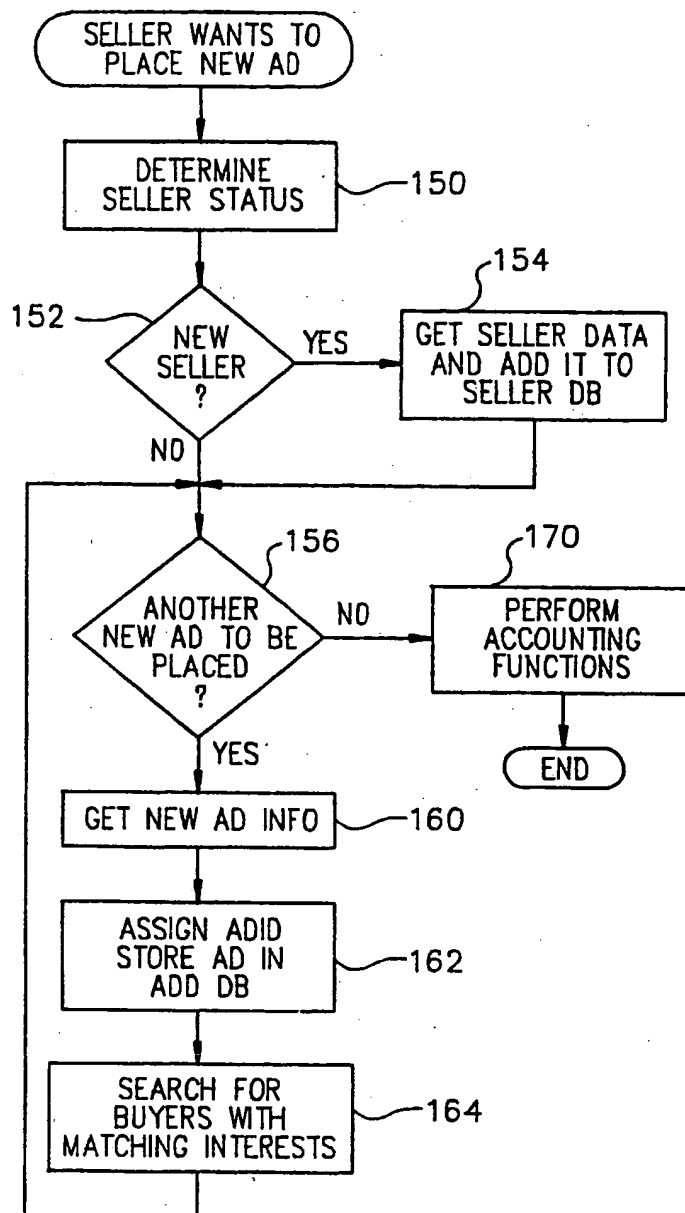 SELLER WANTS TO
PLACE NEW AD
DETERMINE
SELLER STATUS
150
152
NEW
SELLER
?
YES
154
GET SELLER DATA
AND ADD IT TO
SELLER DB
NO
156
ANOTHER
NEW AD TO BE
PLACED
?
NO
170
PERFORM
ACCOUNTING
FUNCTIONS
END
YES
GET NEW AD INFO
160
ASSIGN ADID
STORE AD IN
ADD DB
162
SEARCH FOR
BUYERS WITH
MATCHING INTERESTS
164